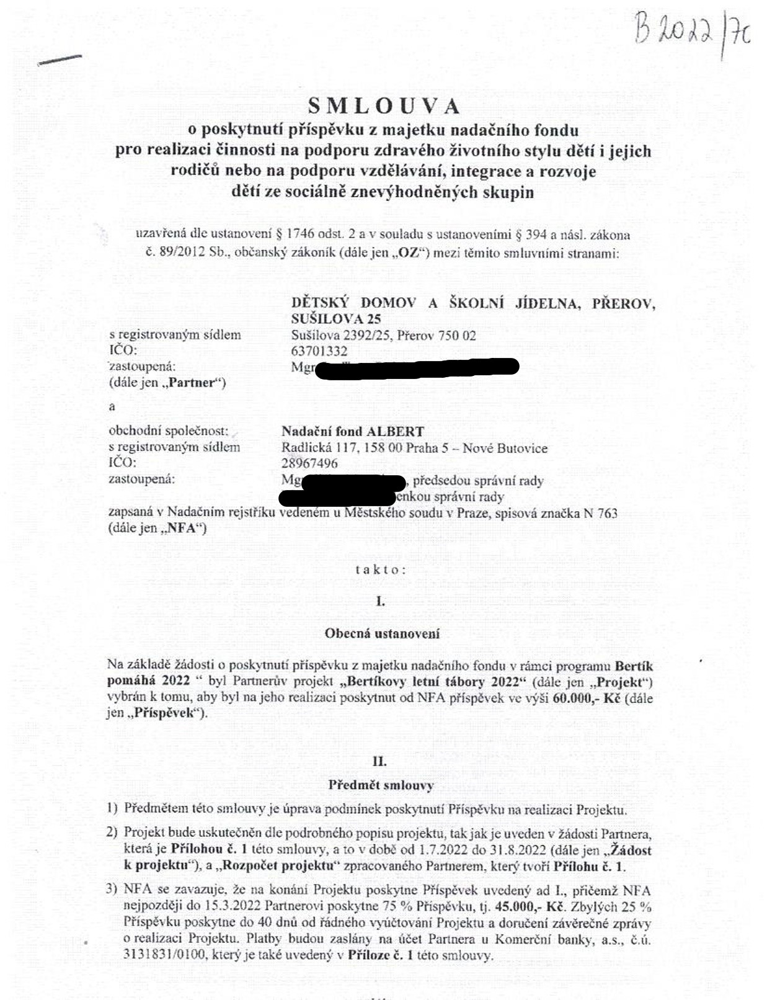 B 2022/7c
SMLOUVA
o poskytnutí příspěvku z majetku nadačního fondu
pro realizaci činnosti na podporu zdravého životního stylu dětí i jejich
rodičů nebo na podporu vzdělávání, integrace a rozvoje
dětí ze sociálně znevýhodněných skupin
uzavřená dle ustanovení § 1746 odst. 2 a v souladu s ustanoveními § 394 a násl. zákona
č. 89/2012 Sb., občanský zákoník (dále jen „OZ“) mezi těmito smluvními stranami:
DĚTSKÝ DOMOV A ŠKOLNÍ JÍDELNA, PŘEROV,
SUŠILOVA 25
s registrovaným sídlem Sušilova 2392/25, Přerov 750 02
IČO: 63701332
zastoupená: Mgr
(dále jen „Partner“)
a
obchodní společnost: Nadační fond ALBERT
s registrovaným sídlem Radlická 117, 158 00 Praha 5 – Nové Butovice
IČO: 28967496
zastoupená: Mg , předsedou správní rady
enkou správní rady
zapsaná v Nadačním rejstříku vedeném u Městského soudu v Praze, spisová značka N 763
(dále jen „NFA“)
takto:
I.
Obecná ustanovení
Na základě žádosti o poskytnutí příspěvku z majetku nadačního fondu v rámci programu Bertík
pomáhá 2022 “ byl Partnerův projekt „Bertíkovy letní tábory 2022“ (dále jen „Projekt“)
vybrán k tomu, aby byl na jeho realizaci poskytnut od NFA příspěvek ve výši 60.000,- Kč (dále
jen „Příspěvek“).
II.
Předmět smlouvy
1) Předmětem této smlouvy je úprava podmínek poskytnutí Příspěvku na realizaci Projektu.
2) Projekt bude uskutečněn dle podrobného popisu projektu, tak jak je uveden v žádosti Partnera,
která je Přílohou č. 1 této smlouvy, a to v době od 1.7.2022 do 31.8.2022 (dále jen „Žádost
k projektu“), a „Rozpočet projektu“ zpracovaného Partnerem, který tvoří Přílohu č. 1.
3) NFA se zavazuje, že na konání Projektu poskytne Příspěvek uvedený ad I., přičemž NFA
nejpozději do 15.3.2022 Partnerovi poskytne 75 % Příspěvku, tj. 45.000,- Kč. Zbylých 25 %
Příspěvku poskytne do 40 dnů od řádného vyúčtování Projektu a doručení závěrečné zprávy
o realizaci Projektu. Platby budou zaslány na účet Partnera u Komerční banky, a.s., č.ú.
3131831/0100, který je také uvedený v Příloze č. 1 této smlouvy.